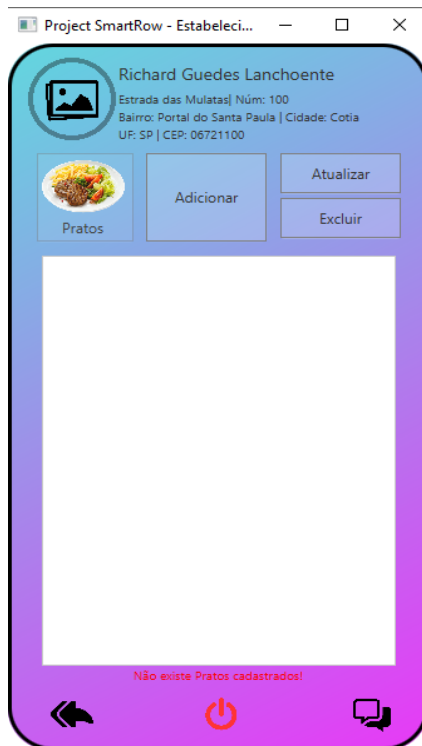 Project SmartRow - Estabeleci...
Richard Guedes Lanchoente
Estrada das Mulatas| Núm: 100
Bairro: Portal do Santa Paula | Cidade: Cotia
UF: SP | CEP: 06721100
Pratos
Adicionar
Atualizar
Excluir
Não existe Pratos cadastrados!